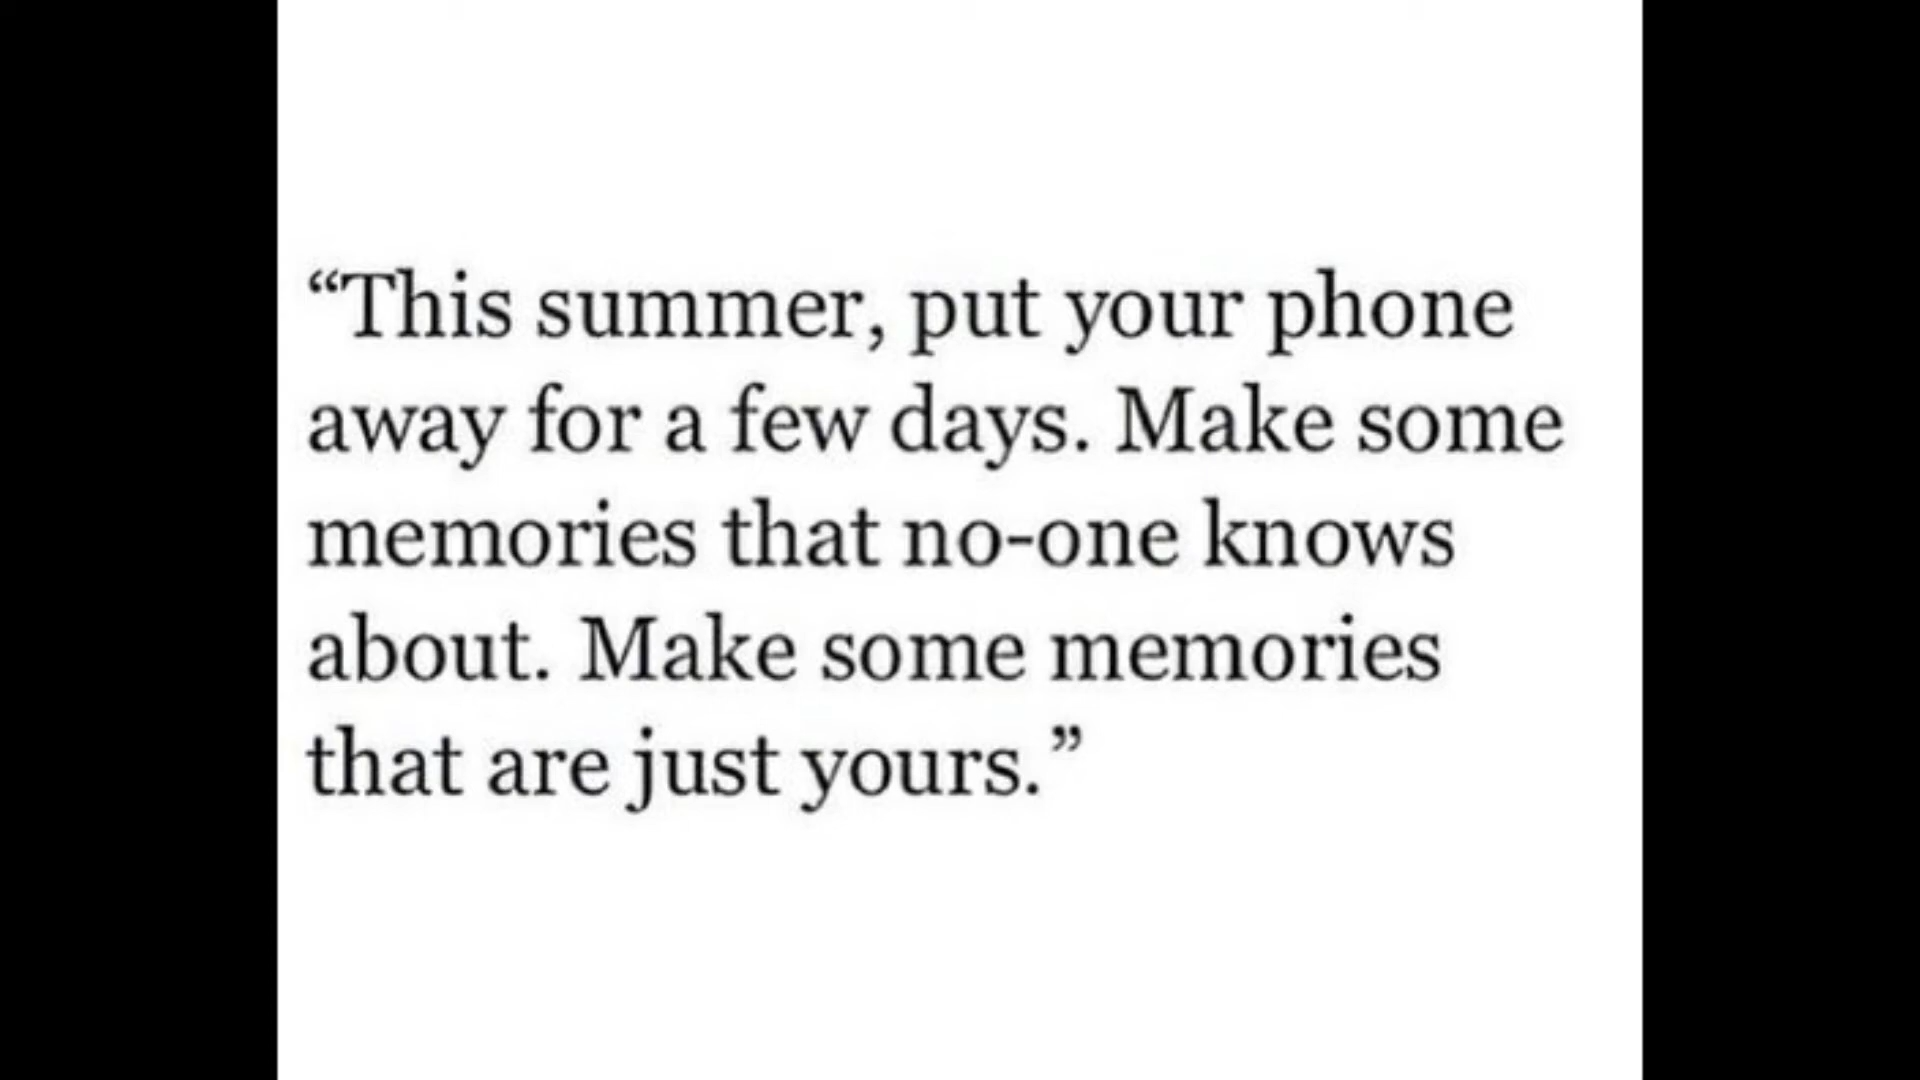 “This summer, put your phone
away for a few days. Make some
memories that no-one knows
about. Make some memories
that are just yours.”